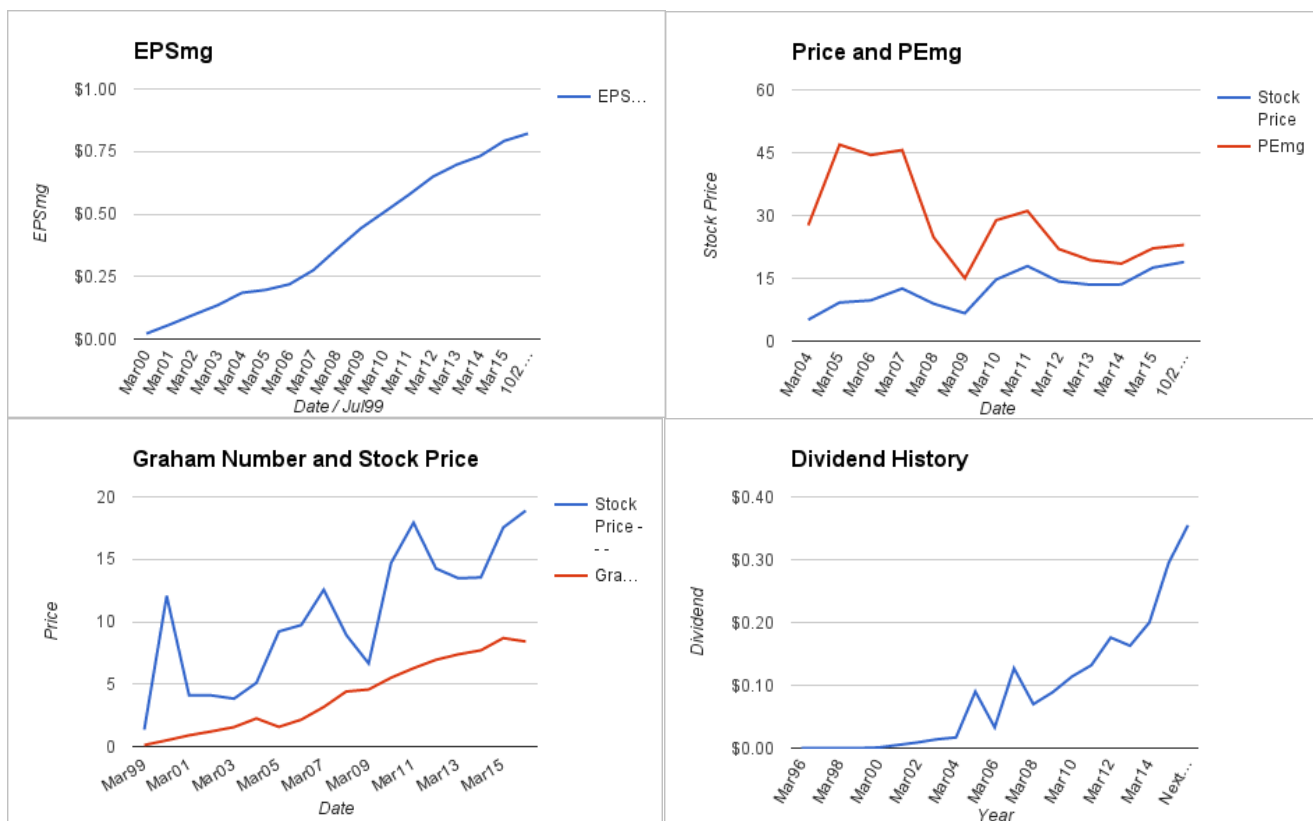 EPSmg
$1.00
$0.75
$0.50
$0.25
$0.00
EPSmg
EPS...
Mar00
Mar01
Mar02
Mar03
Mar04
Mar05
Mar06
Mar07
Mar08
Mar09
Mar10
Mar11
Mar12
Mar13
Mar14
Mar15
10/2...
Date / Jul99
Price and PEmg
60
45
30
15
0
Stock Price
Stock
Price
PEmg
Mar04
Mar05
Mar06
Mar07
Mar08
Mar09
Mar10
Mar11
Mar12
Mar13
Mar14
Mar15
10/2...
Date
Graham Number and Stock Price
20
15
10
5
0
Price
Stock
Price -
- -
Gra...
Mar99
Mar01
Mar03
Mar05
Mar07
Mar09
Mar11
Mar13
Mar15
Date
Dividend History
$0.40
$0.30
$0.20
$0.10
$0.00
Dividend
Mar96
Mar98
Mar00
Mar02
Mar04
Mar06
Mar08
Mar10
Mar12
Mar14
Next...
Year